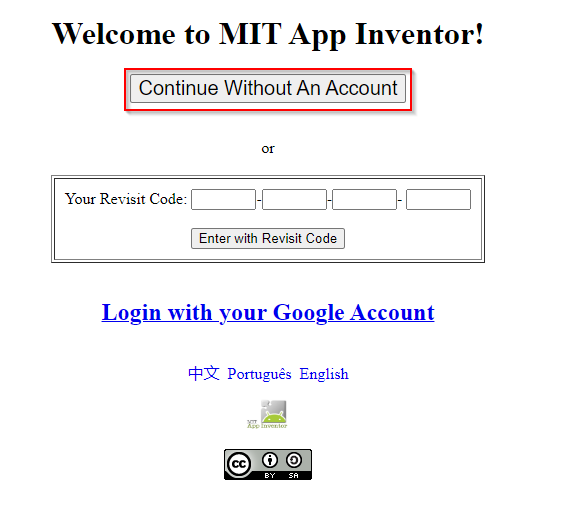 Welcome to MIT App Inventor!
Continue Without An Account
or
Your Revisit Code: - - -
Enter with Revisit Code
Login with your Google Account
中文 Português English
MIT
App Inventor
cc
BY SA